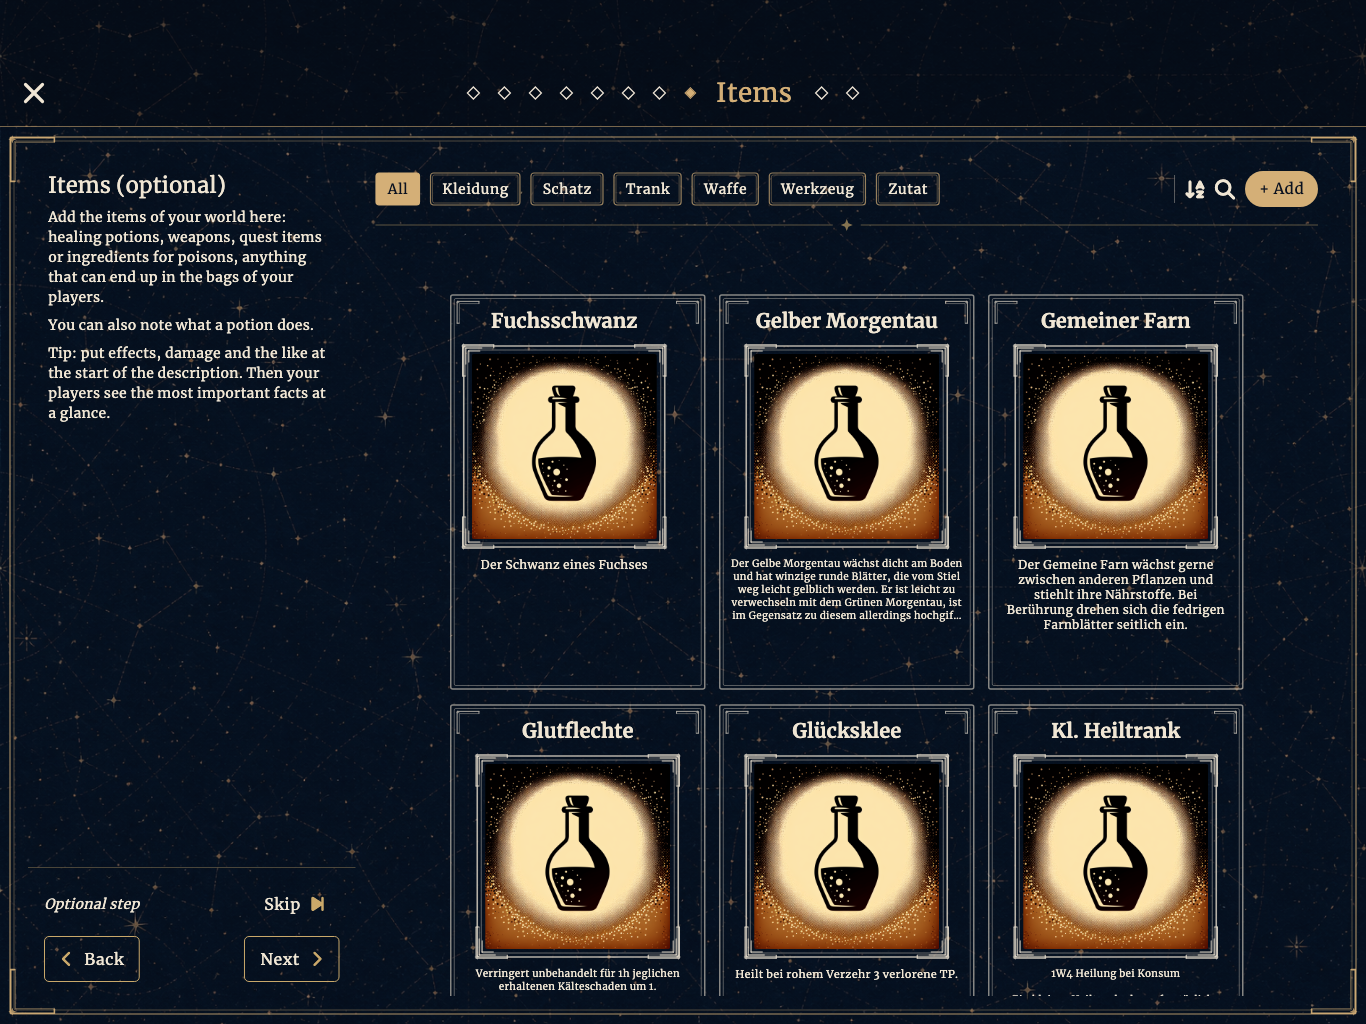 Items
Items (optional)
Add the items of your world here:
healing potions, weapons, quest items
or ingredients for poisons, anything
that can end up in the bags of your
players.
You can also note what a potion does.
Tip: put effects, damage and the like at
the start of the description. Then your
players see the most important facts at
a glance.
Optional step
Skip
Back
Next
All
Kleidung
Schatz
Trank
Waffe
Werkzeug
Zutat
+ Add
Fuchsschwanz
Der Schwanz eines Fuchses
Gelber Morgentau
Der Gelbe Morgentau wächst dicht am Boden
und hat winzige runde Blätter, die vom Stiel
weg leicht gelblich werden. Er ist leicht zu
verwechseln mit dem Grünen Morgentau, ist
im Gegensatz zu diesem allerdings hochgif...
Gemeiner Farn
Der Gemeine Farn wächst gerne
zwischen anderen Pflanzen und
stiehlt ihre Nährstoffe. Bei
Berührung drehen sich die fedrigen
Farnblätter seitlich ein.
Glutflechte
Verringert unbehandelt für 1h jeglichen
erhaltenen Kälteschaden um 1.
Glücksklee
Heilt bei rohem Verzehr 3 verlorene TP.
Kl. Heiltrank
1W4 Heilung bei Konsum